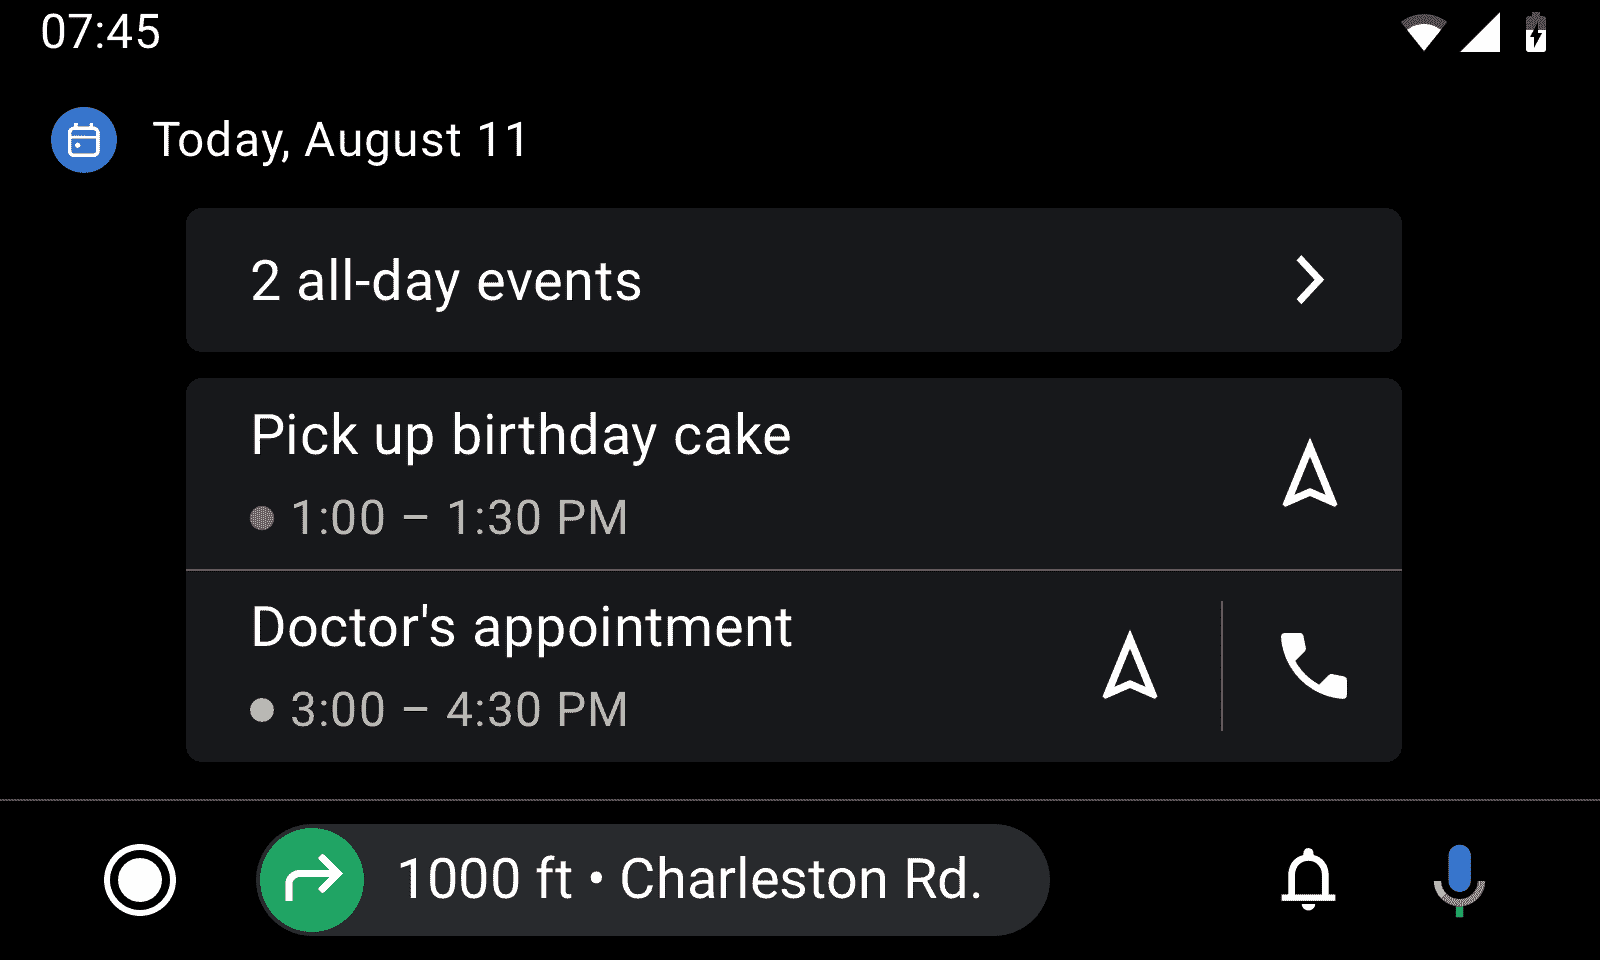 07:45
Today, August 11
2 all-day events
Pick up birthday cake
1:00 – 1:30 PM
Doctor's appointment
3:00 – 4:30 PM
1000 ft • Charleston Rd.